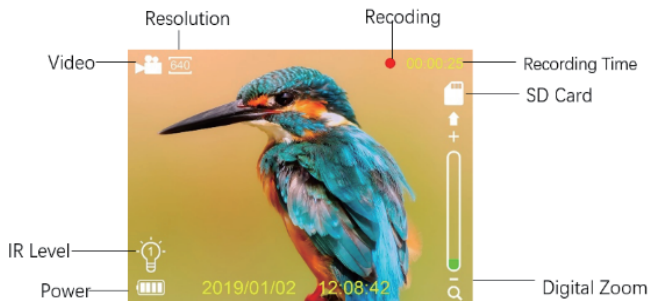 Resolution
Recoding
Video
640
00:00:25
Recording Time
SD Card
+
IR Level
1
Power
2019/01/02 12:08:42
-
Digital Zoom